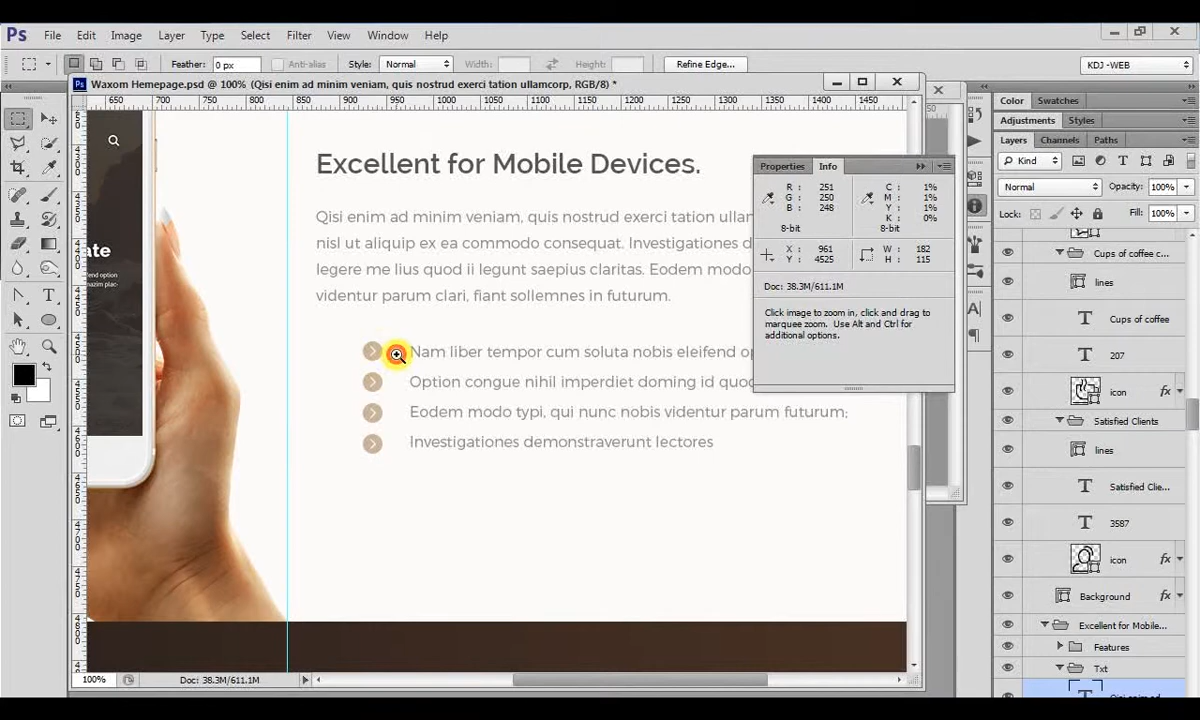 Ps File Edit Image Layer Type Select Filter View Window Help
Feather: 0 px Anti-alias Style: Normal Width: Height: Refine Edge... KDJ -WEB
Waxom Hemepage.psd @ 100% (Qisi enim ad minim veniam, quis nostrud exerci tation ullamcorp, RGB/8) *
650 700 750 800 850 900 950 1000 1050 1100 1150 1200 1250 1300 1350 1400 1450
Color Swatches
Adjustments Styles
Layers Channels Paths
Kind
Normal Opacity: 100%
Lock: Fill: 100%
Excellent for Mobile Devices.
Qisi enim ad minim veniam, quis nostrud exerci tation ullam
nisl ut aliquip ex ea commodo consequat. Investigationes d
legere me lius quod ii legunt saepius claritas. Eodem modo
videntur parum clari, fiant sollemnes in futurum.
Nam liber tempor cum soluta nobis eleifend op
Option congue nihil imperdiet doming id quod
Eodem modo typi, qui nunc nobis videntur parum futurum;
Investigationes demonstraverunt lectores
ate
fend option
mazim plac-
Properties Info
R: 251 C: 1%
G: 250 M: 1%
B: 248 Y: 1%
K: 0%
8-bit 8-bit
X: 961 W: 182
Y: 4525 H: 115
Doc: 38.3M/611.1M
Click image to zoom in, click and drag to
marquee zoom. Use Alt and Ctrl for
additional options.
Cups of coffee c...
lines
Cups of coffee
207
icon fx
Satisfied Clients
lines
Satisfied Clie...
3587
icon fx
Background fx
Excellent for Mobile...
Features
Txt
100% Doc: 38.3M/611.1M